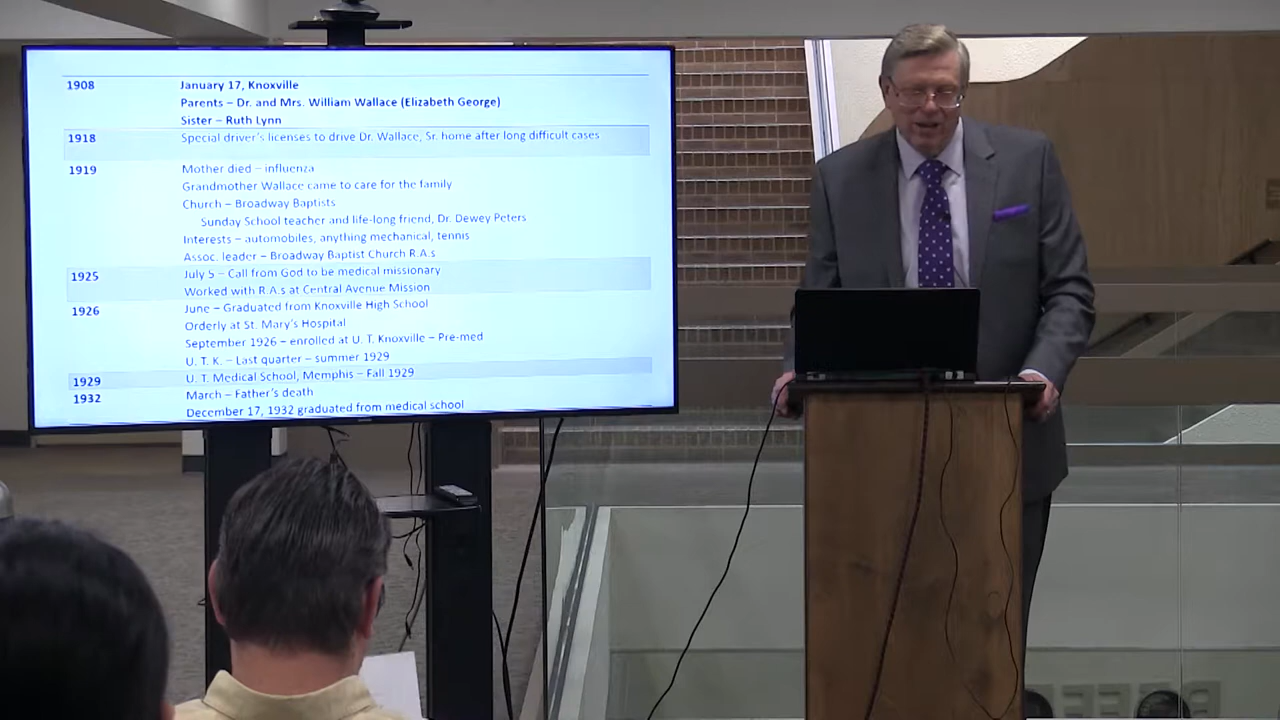 1908 January 17, Knoxville
Parents – Dr. and Mrs. William Wallace (Elizabeth George)
Sister – Ruth Lynn
1918 Special driver's licenses to drive Dr. Wallace, Sr. home after long difficult cases
1919 Mother died – influenza
Grandmother Wallace came to care for the family
Church – Broadway Baptists
Sunday School teacher and life-long friend, Dr. Dewey Peters
Interests – automobiles, anything mechanical, tennis
Assoc. leader – Broadway Baptist Church R.A.s
1925 July 5 – Call from God to be medical missionary
Worked with R.A.s at Central Avenue Mission
1926 June – Graduated from Knoxville High School
Orderly at St. Mary's Hospital
September 1926 – enrolled at U. T. Knoxville – Pre-med
U. T. K. – Last quarter – summer 1929
1929 U. T. Medical School, Memphis – Fall 1929
1932 March – Father's death
December 17, 1932 graduated from medical school